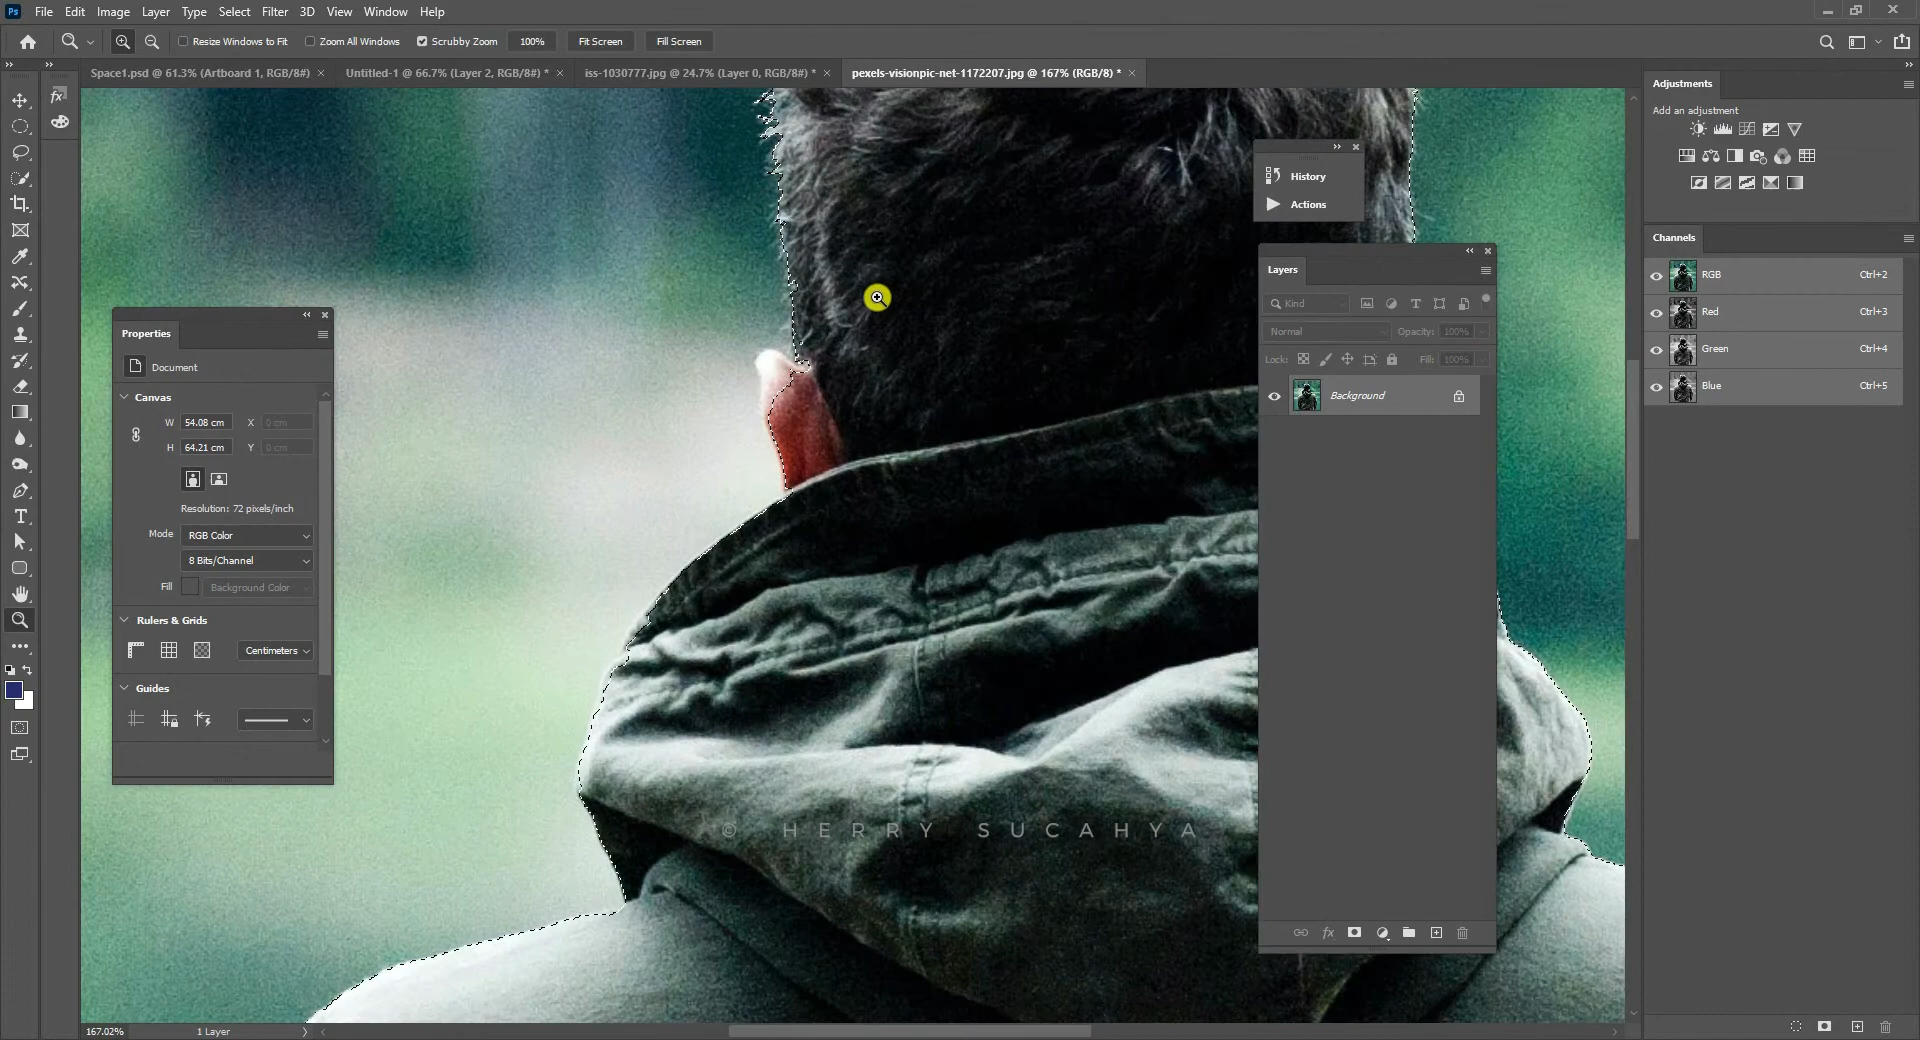 Ps File Edit Image Layer Type Select Filter 3D View Window Help
Resize Windows to Fit Zoom All Windows Scrubby Zoom 100% Fit Screen Fill Screen
Space1.psd @ 61.3% (Artboard 1, RGB/8#) × Untitled-1 @ 66.7% (Layer 2, RGB/8#) * × iss-1030777.jpg @ 24.7% (Layer 0, RGB/8#) * × pexels-visionpic-net-1172207.jpg @ 167% (RGB/8) * ×
Properties
Document
Canvas
W 54.08 cm X 0 cm
H 64.21 cm Y 0 cm
Resolution: 72 pixels/inch
Mode RGB Color
8 Bits/Channel
Fill Background Color
Rulers & Grids
Centimeters
Guides
History
Actions
Layers
Kind
Normal Opacity: 100%
Lock: Fill: 100%
Background
fx
© HERRY SUCAHYA
Adjustments
Add an adjustment
Channels
RGB Ctrl+2
Red Ctrl+3
Green Ctrl+4
Blue Ctrl+5
167.02% 1 Layer